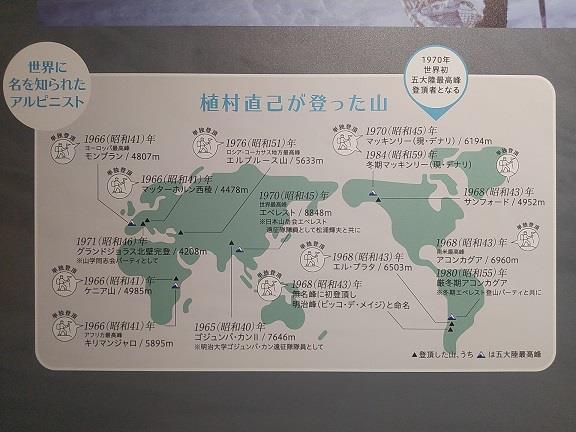 世界に
名を知られた
アルピニスト
1970年
世界初
五大陸最高峰
登頂者となる
植村直己が登った山
単独登頂
1966(昭和41)年
ヨーロッパ最高峰
モンブラン / 4807m
単独登頂
1976(昭和51)年
ロシア・コーカサス地方最高峰
エルブルース山 / 5633m
単独登頂
1970(昭和45)年
マッキンリー(現・デナリ) / 6194m
1984(昭和59)年
冬期マッキンリー(現・デナリ)
単独登頂
1966(昭和41)年
マッターホルン西稜 / 4478m
1970(昭和45)年
世界最高峰
エベレスト / 8848m
※日本山岳会エベレスト
遠征隊隊員として松浦輝夫と共に
単独登頂
1968(昭和43)年
サンフォード / 4952m
1971(昭和46)年
グランドジョラス北壁完登 / 4208m
※山学同志会パーティとして
単独登頂
1968(昭和43)年
エル・プラタ / 6503m
単独登頂
1968(昭和43)年
南米最高峰
アコンカグア / 6960m
1980(昭和55)年
厳冬期アコンカグア
※冬期エベレスト登山パーティと共に
単独登頂
1966(昭和41)年
ケニア山 / 4985m
単独登頂
1968(昭和43)年
無名峰に初登頂し
明治峰(ピッコ・デ・メイジ)と命名
単独登頂
1966(昭和41)年
アフリカ最高峰
キリマンジャロ / 5895m
1965(昭和40)年
ゴジュンバ・カンⅡ / 7646m
※明治大学ゴジュンバ・カン遠征隊隊員として
▲登頂した山、うち は五大陸最高峰